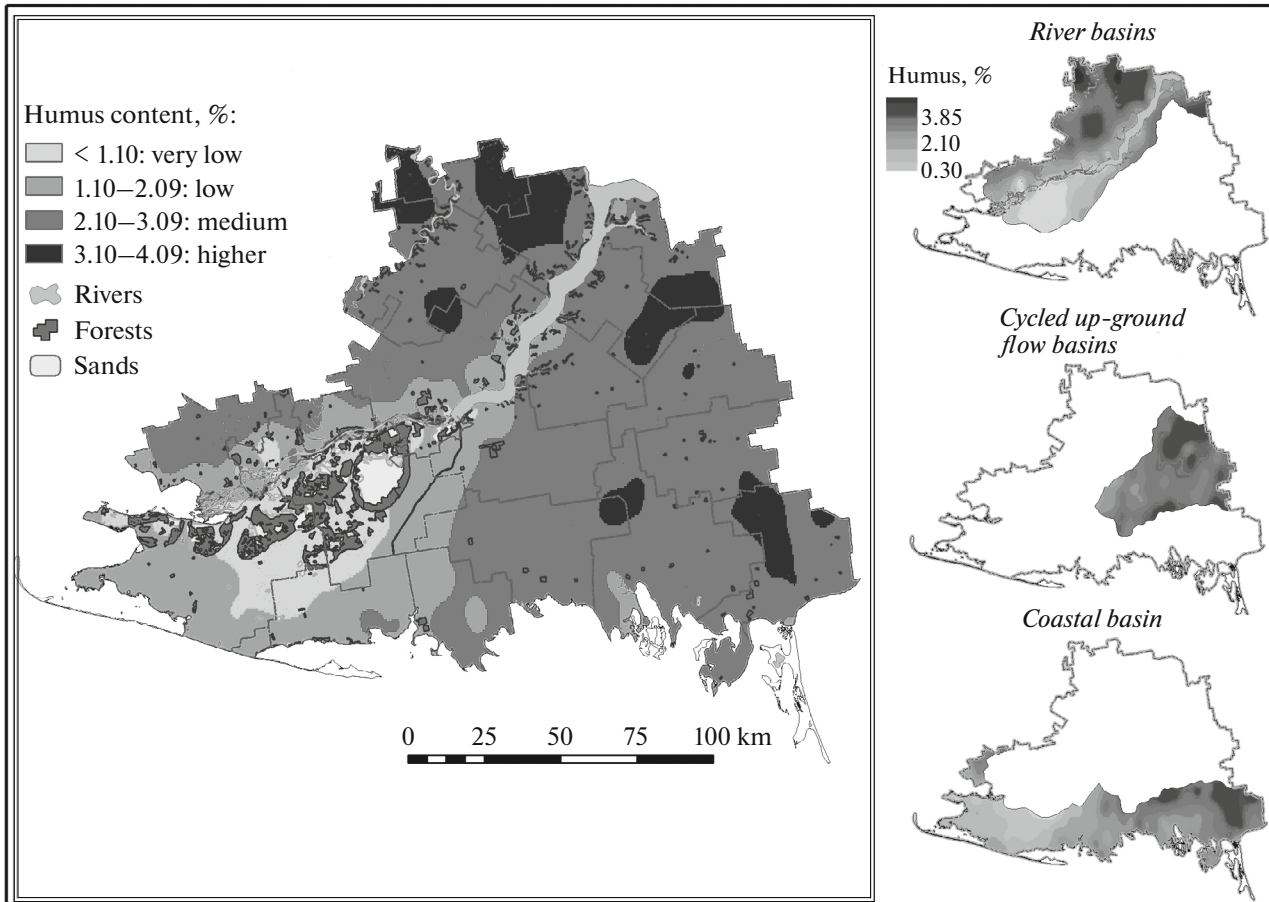 Humus content, %:
< 1.10: very low
1.10–2.09: low
2.10–3.09: medium
3.10–4.09: higher
Rivers
Forests
Sands
0 25 50 75 100 km
River basins
Humus, %
3.85
2.10
0.30
Cycled up-ground
flow basins
Coastal basin